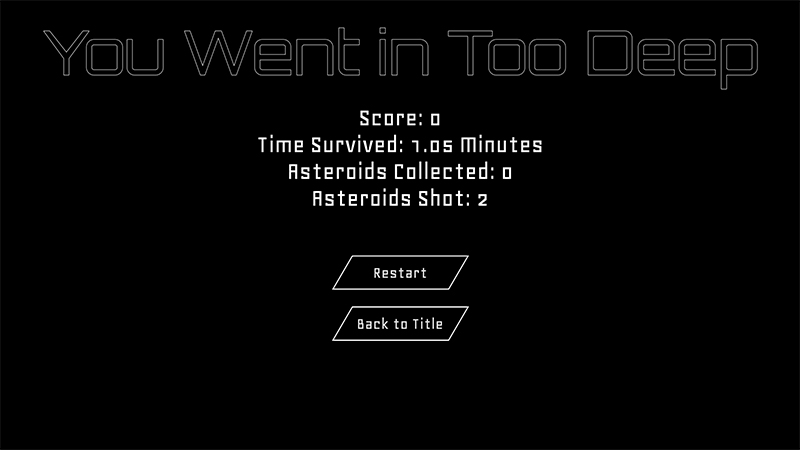 You Went in Too Deep
Score: 0
Time Survived: 1.05 Minutes
Asteroids Collected: 0
Asteroids Shot: 2
Restart
Back to Title